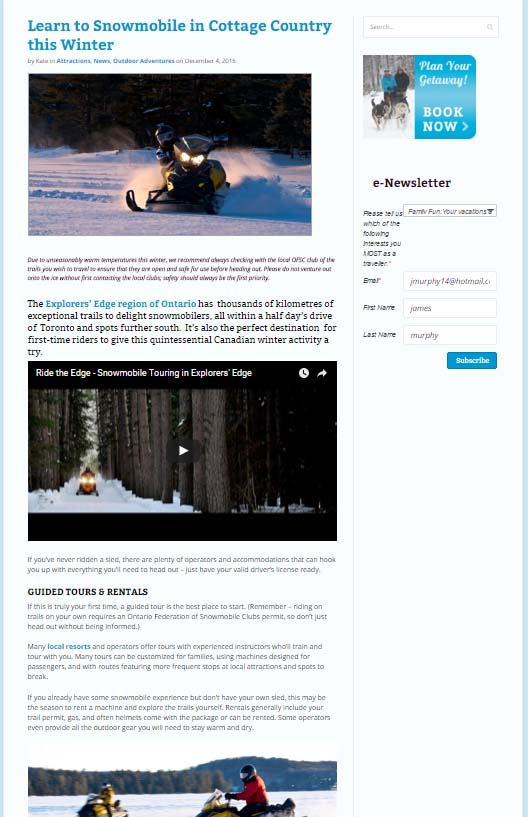 Learn to Snowmobile in Cottage Country
this Winter
by Kate in Attractions, News, Outdoor Adventures on December 4, 2015
Due to unseasonably warm temperatures this winter, we recommend always checking with the local OFSC club of the
trails you wish to travel to ensure that they are open and safe for use before heading out. Please do not venture out
onto the ice without first contacting the local clubs; safety should always be the first priority.
The Explorers' Edge region of Ontario has thousands of kilometres of
exceptional trails to delight snowmobilers, all within a half day's drive
of Toronto and spots further south. It's also the perfect destination for
first-time riders to give this quintessential Canadian winter activity a
try.
Ride the Edge - Snowmobile Touring in Explorers' Edge
If you've never ridden a sled, there are plenty of operators and accommodations that can hook
you up with everything you'll need to head out – just have your valid driver's license ready.
GUIDED TOURS & RENTALS
If this is truly your first time, a guided tour is the best place to start. (Remember – riding on
trails on your own requires an Ontario Federation of Snowmobile Clubs permit, so don't just
head out without being informed.)
Many local resorts and operators offer tours with experienced instructors who'll train and
tour with you. Many tours can be customized for families, using machines designed for
passengers, and with routes featuring more frequent stops at local attractions and spots to
break.
If you already have some snowmobile experience but don't have your own sled, this may be
the season to rent a machine and explore the trails yourself. Rentals generally include your
trail permit, gas, and often helmets come with the package or can be rented. Some operators
even provide all the outdoor gear you will need to stay warm and dry.
Search...
Plan Your
Getaway!
BOOK
NOW >
e-Newsletter
Please tell us
which of the
following
interests you
MOST as a
traveller.*
Family Fun: Your vacations
Email*
jmurphy14@hotmail.c
First Name
james
Last Name
murphy
Subscribe